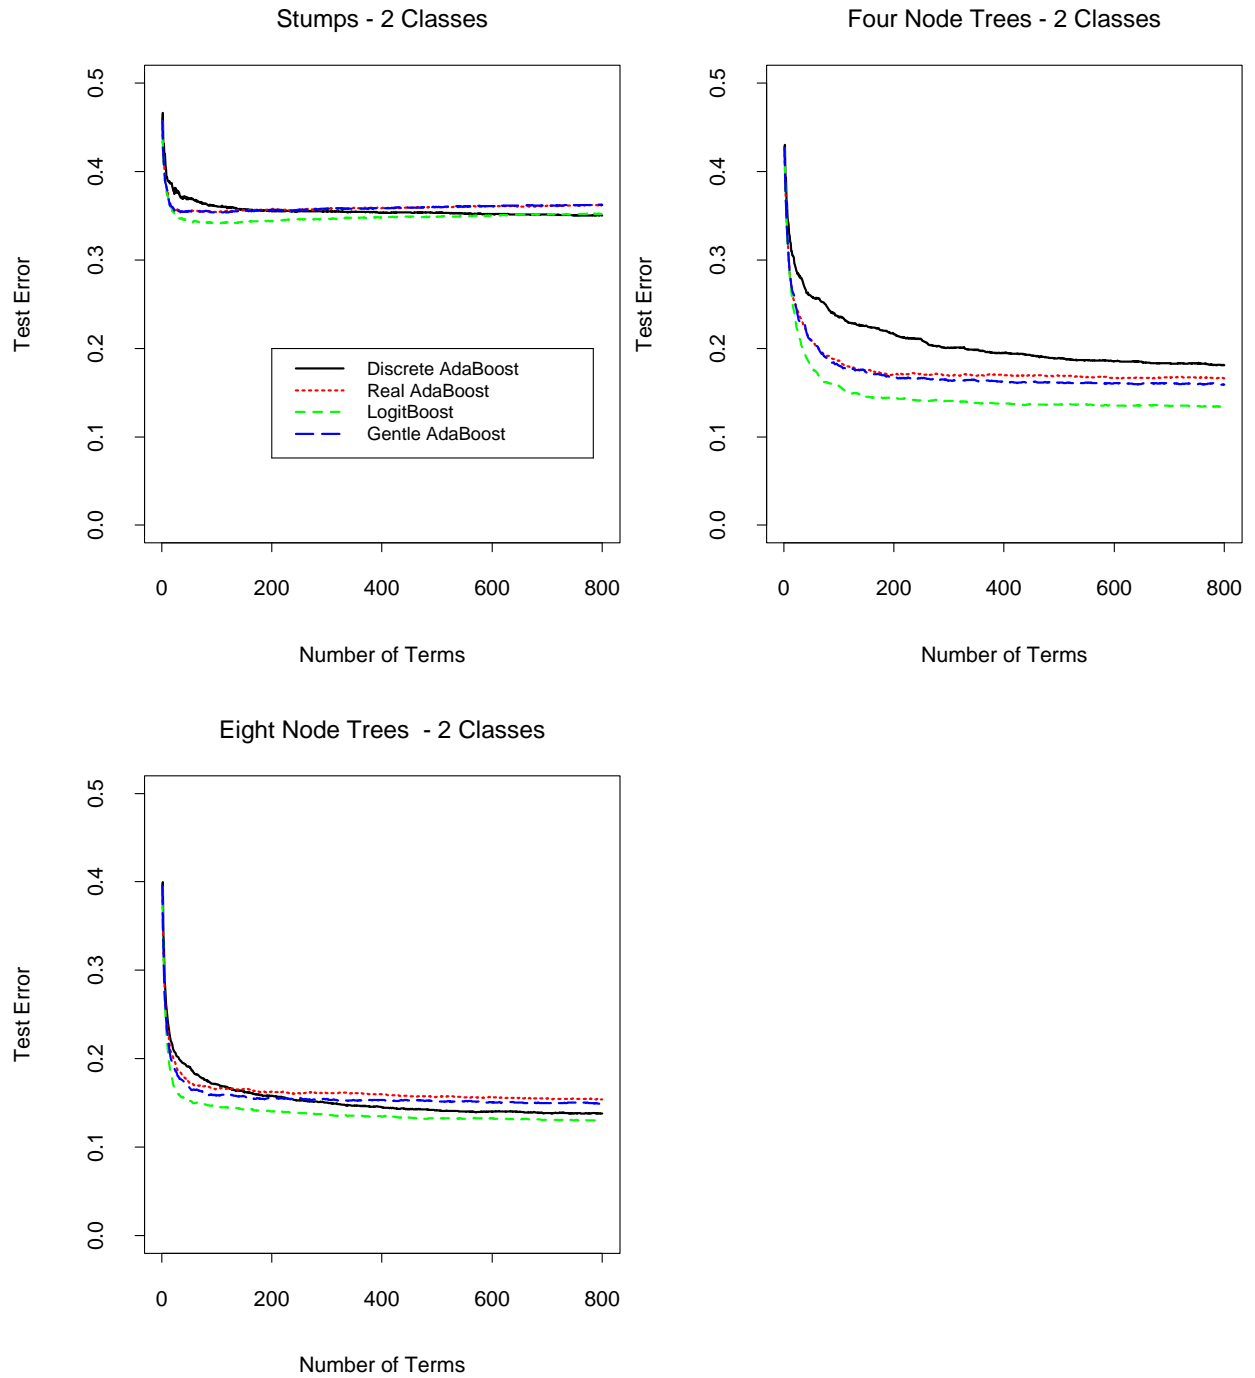 Stumps - 2 Classes
Test Error
0.5
0.4
0.3
0.2
0.1
0.0
Discrete AdaBoost
Real AdaBoost
LogitBoost
Gentle AdaBoost
0 200 400 600 800
Number of Terms
Four Node Trees - 2 Classes
Test Error
0.5
0.4
0.3
0.2
0.1
0.0
0 200 400 600 800
Number of Terms
Eight Node Trees - 2 Classes
Test Error
0.5
0.4
0.3
0.2
0.1
0.0
0 200 400 600 800
Number of Terms